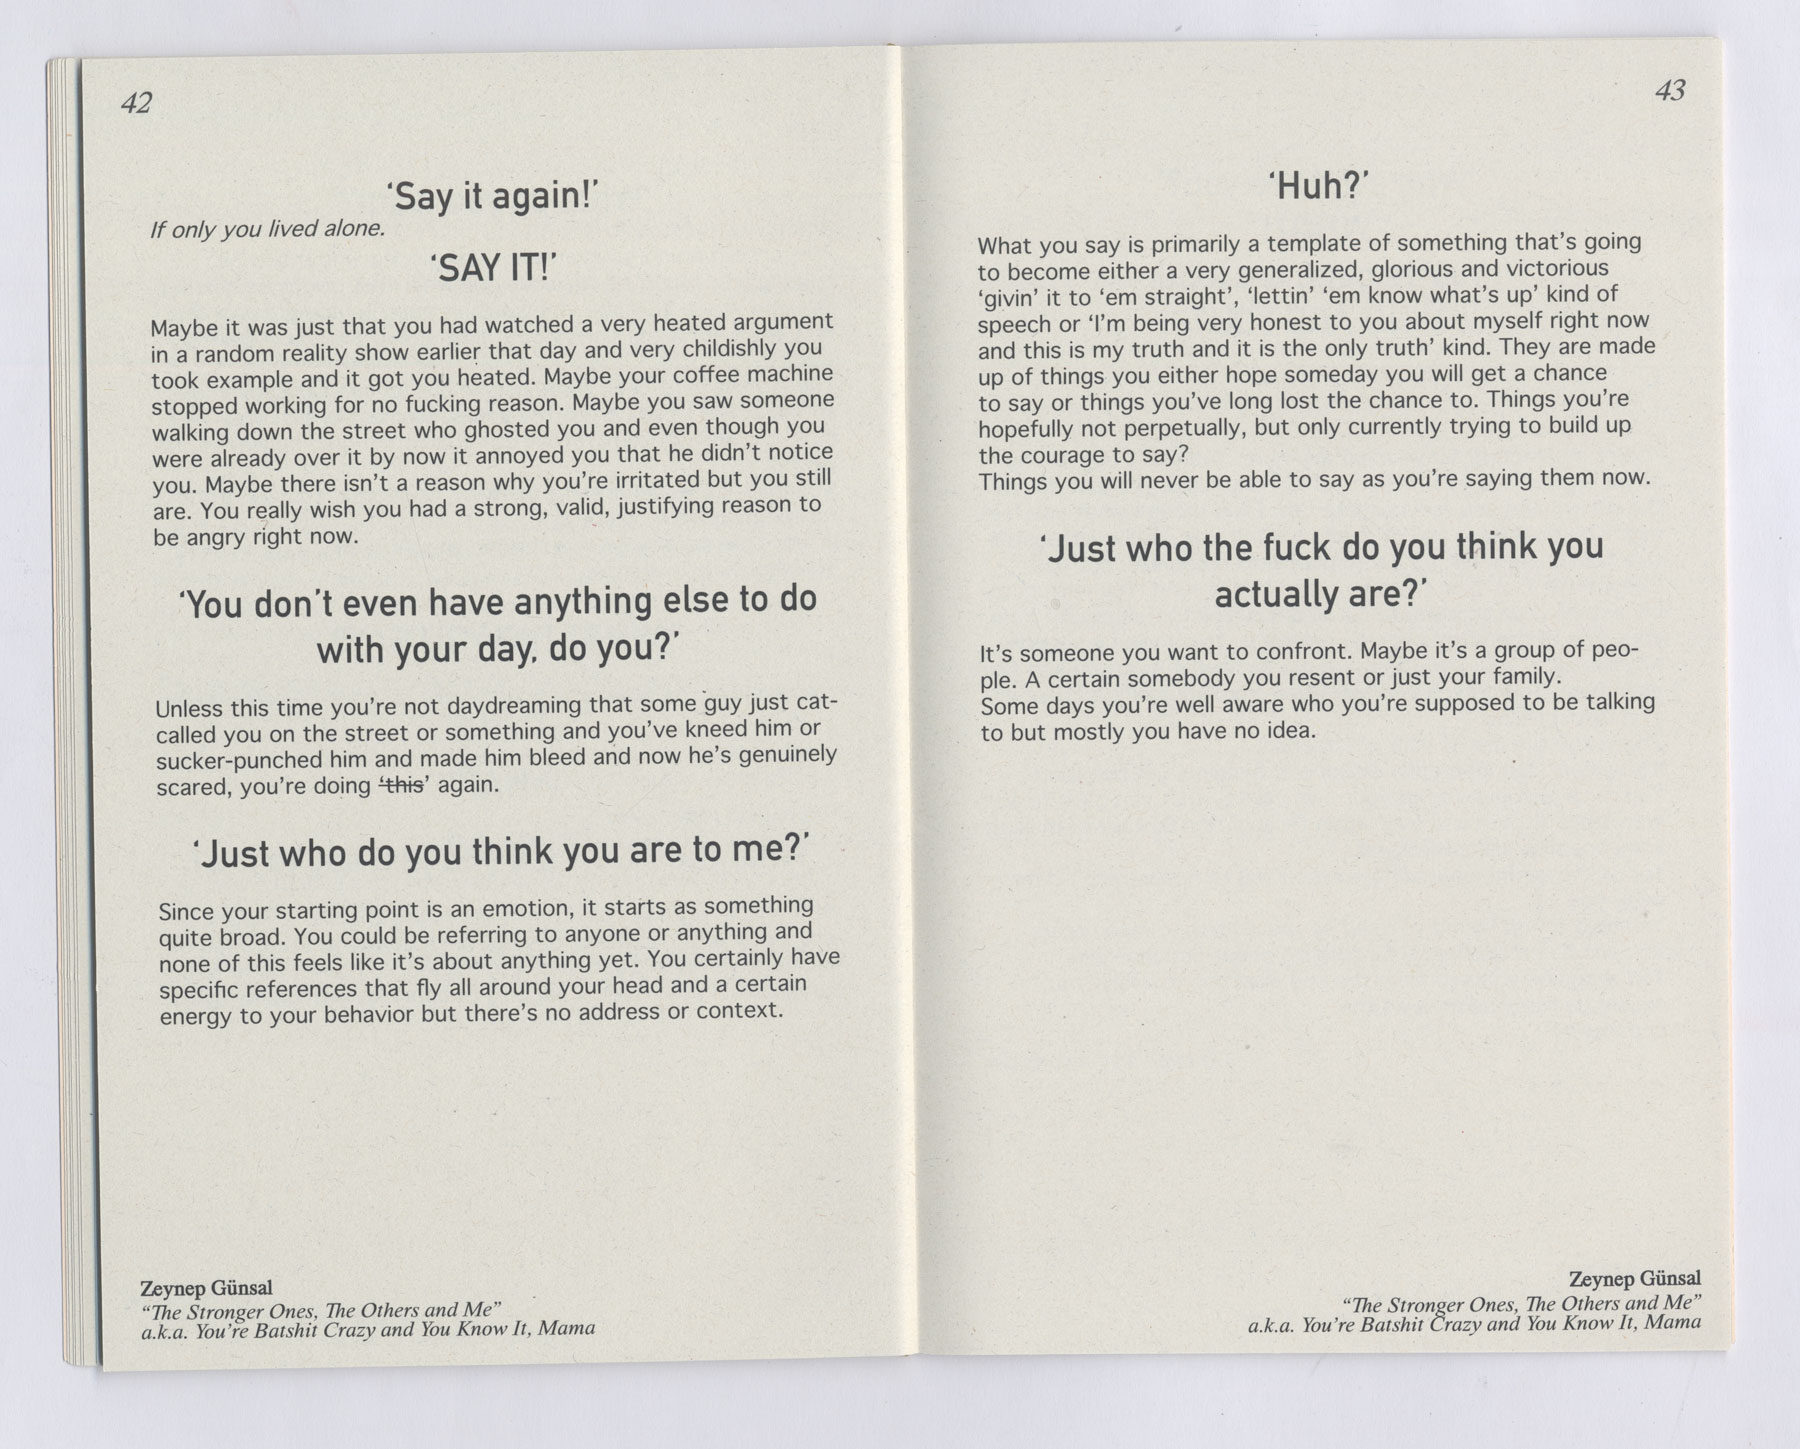 42
‘Say it again!’
If only you lived alone.
‘SAY IT!’
Maybe it was just that you had watched a very heated argument
in a random reality show earlier that day and very childishly you
took example and it got you heated. Maybe your coffee machine
stopped working for no fucking reason. Maybe you saw someone
walking down the street who ghosted you and even though you
were already over it by now it annoyed you that he didn’t notice
you. Maybe there isn’t a reason why you’re irritated but you still
are. You really wish you had a strong, valid, justifying reason to
be angry right now.
‘You don’t even have anything else to do
with your day, do you?’
Unless this time you’re not daydreaming that some guy just cat-
called you on the street or something and you’ve kneed him or
sucker-punched him and made him bleed and now he’s genuinely
scared, you’re doing ‘this’ again.
‘Just who do you think you are to me?’
Since your starting point is an emotion, it starts as something
quite broad. You could be referring to anyone or anything and
none of this feels like it’s about anything yet. You certainly have
specific references that fly all around your head and a certain
energy to your behavior but there’s no address or context.
Zeynep Günsal
“The Stronger Ones, The Others and Me”
a.k.a. You’re Batshit Crazy and You Know It, Mama
43
‘Huh?’
What you say is primarily a template of something that’s going
to become either a very generalized, glorious and victorious
‘givin’ it to ‘em straight’, ‘lettin’ ‘em know what’s up’ kind of
speech or ‘I’m being very honest to you about myself right now
and this is my truth and it is the only truth’ kind. They are made
up of things you either hope someday you will get a chance
to say or things you’ve long lost the chance to. Things you’re
hopefully not perpetually, but only currently trying to build up
the courage to say?
Things you will never be able to say as you’re saying them now.
‘Just who the fuck do you think you
actually are?’
It’s someone you want to confront. Maybe it’s a group of peo-
ple. A certain somebody you resent or just your family.
Some days you’re well aware who you’re supposed to be talking
to but mostly you have no idea.
Zeynep Günsal
“The Stronger Ones, The Others and Me”
a.k.a. You’re Batshit Crazy and You Know It, Mama